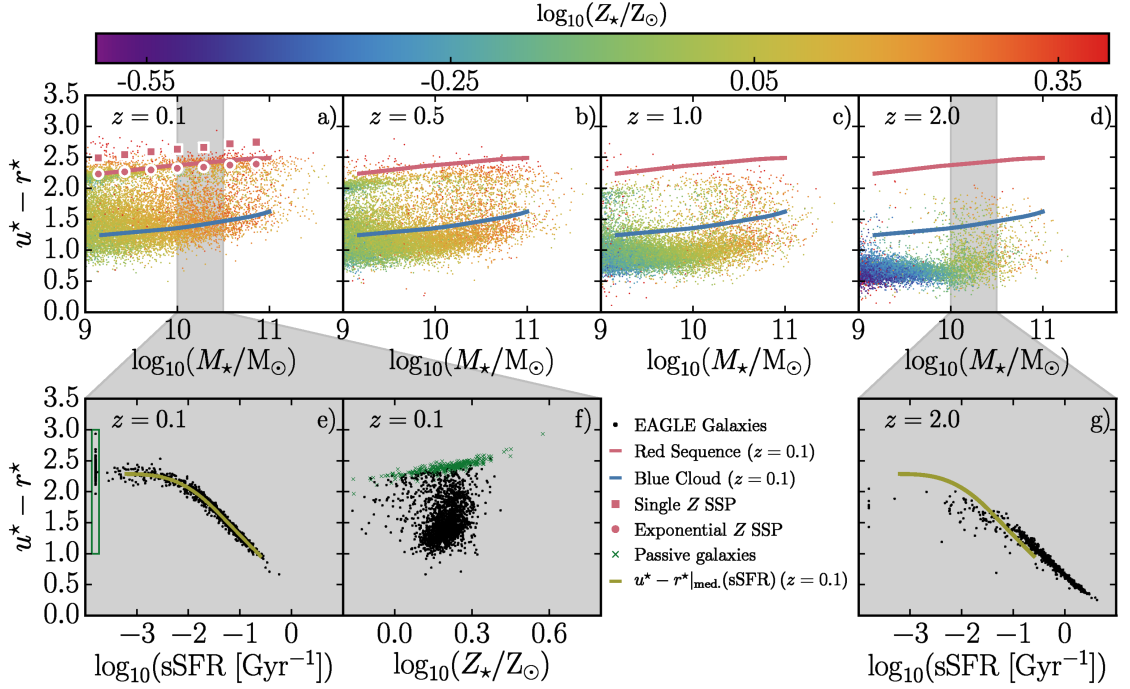 log₁₀(Z⋆/Z⊙)
-0.55 -0.25 0.05 0.35
3.5 3.0 2.5 2.0 1.5 1.0 0.5 0.0
u* − r*
z = 0.1 a)
z = 0.5 b)
z = 1.0 c)
z = 2.0 d)
9 10 11
9 10 11
9 10 11
9 10 11
log₁₀(M⋆/M⊙)
log₁₀(M⋆/M⊙)
log₁₀(M⋆/M⊙)
log₁₀(M⋆/M⊙)
3.5 3.0 2.5 2.0 1.5 1.0 0.5 0.0
u* − r*
z = 0.1 e)
z = 0.1 f)
EAGLE Galaxies
Red Sequence (z = 0.1)
Blue Cloud (z = 0.1)
Single Z SSP
Exponential Z SSP
Passive galaxies
u* − r*|med.(sSFR) (z = 0.1)
z = 2.0 g)
−3 −2 −1 0
0.0 0.3 0.6
−3 −2 −1 0
log₁₀(sSFR [Gyr⁻¹])
log₁₀(Z⋆/Z⊙)
log₁₀(sSFR [Gyr⁻¹])